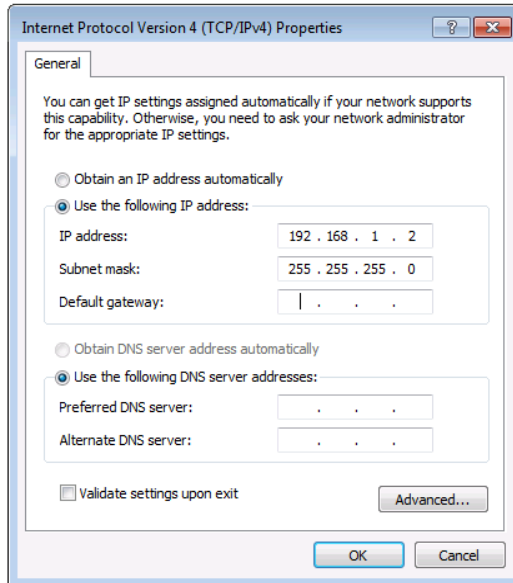 Internet Protocol Version 4 (TCP/IPv4) Properties
General
You can get IP settings assigned automatically if your network supports
this capability. Otherwise, you need to ask your network administrator
for the appropriate IP settings.
Obtain an IP address automatically
Use the following IP address:
IP address: 192 . 168 . 1 . 2
Subnet mask: 255 . 255 . 255 . 0
Default gateway: . . .
Obtain DNS server address automatically
Use the following DNS server addresses:
Preferred DNS server: . . .
Alternate DNS server: . . .
Validate settings upon exit
Advanced...
OK Cancel